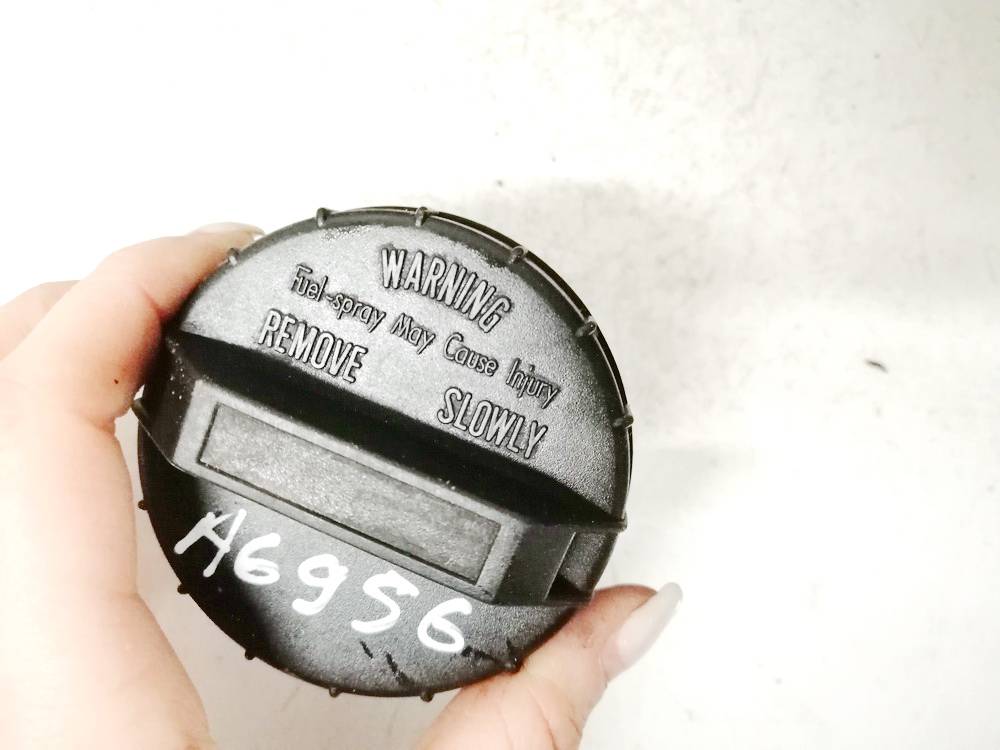 WARNING
Fuel-spray May Cause Injury
REMOVE SLOWLY
A6956